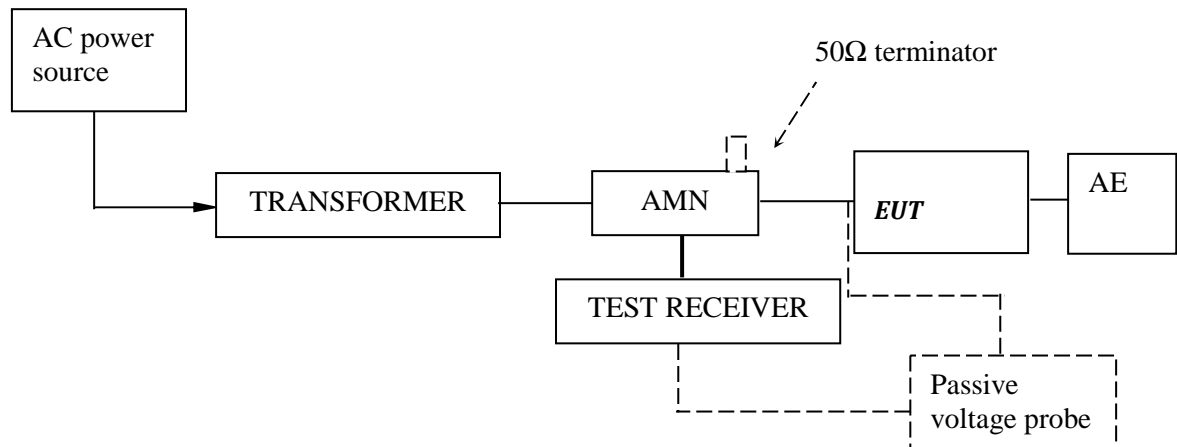 AC power
source
50Ω terminator
TRANSFORMER
AMN
EUT
AE
TEST RECEIVER
Passive
voltage probe